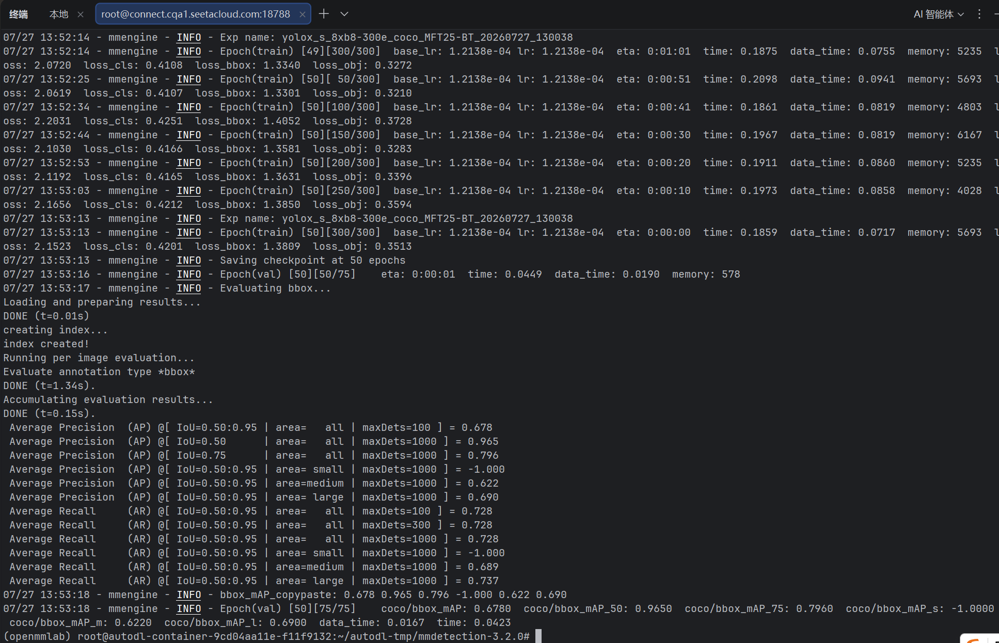 终端 本地 × root@connect.cqa1.seetacloud.com:18788 × + AI 智能体
07/27 13:52:14 - mmengine - INFO - Exp name: yolox_s_8xb8-300e_coco_MFT25-BT_20260727_130038
07/27 13:52:14 - mmengine - INFO - Epoch(train) [49][300/300]  base_lr: 1.2138e-04 lr: 1.2138e-04  eta: 0:01:01  time: 0.1875  data_time: 0.0755  memory: 5235  l
oss: 2.0720  loss_cls: 0.4108  loss_bbox: 1.3340  loss_obj: 0.3272
07/27 13:52:25 - mmengine - INFO - Epoch(train) [50][ 50/300]  base_lr: 1.2138e-04 lr: 1.2138e-04  eta: 0:00:51  time: 0.2098  data_time: 0.0941  memory: 5693  l
oss: 2.0619  loss_cls: 0.4107  loss_bbox: 1.3301  loss_obj: 0.3210
07/27 13:52:34 - mmengine - INFO - Epoch(train) [50][100/300]  base_lr: 1.2138e-04 lr: 1.2138e-04  eta: 0:00:41  time: 0.1861  data_time: 0.0819  memory: 4803  l
oss: 2.2031  loss_cls: 0.4251  loss_bbox: 1.4052  loss_obj: 0.3728
07/27 13:52:44 - mmengine - INFO - Epoch(train) [50][150/300]  base_lr: 1.2138e-04 lr: 1.2138e-04  eta: 0:00:30  time: 0.1967  data_time: 0.0819  memory: 6167  l
oss: 2.1030  loss_cls: 0.4166  loss_bbox: 1.3581  loss_obj: 0.3283
07/27 13:52:53 - mmengine - INFO - Epoch(train) [50][200/300]  base_lr: 1.2138e-04 lr: 1.2138e-04  eta: 0:00:20  time: 0.1911  data_time: 0.0860  memory: 5235  l
oss: 2.1192  loss_cls: 0.4165  loss_bbox: 1.3631  loss_obj: 0.3396
07/27 13:53:03 - mmengine - INFO - Epoch(train) [50][250/300]  base_lr: 1.2138e-04 lr: 1.2138e-04  eta: 0:00:10  time: 0.1973  data_time: 0.0858  memory: 4028  l
oss: 2.1656  loss_cls: 0.4212  loss_bbox: 1.3850  loss_obj: 0.3594
07/27 13:53:13 - mmengine - INFO - Exp name: yolox_s_8xb8-300e_coco_MFT25-BT_20260727_130038
07/27 13:53:13 - mmengine - INFO - Epoch(train) [50][300/300]  base_lr: 1.2138e-04 lr: 1.2138e-04  eta: 0:00:00  time: 0.1859  data_time: 0.0717  memory: 5693  l
oss: 2.1523  loss_cls: 0.4201  loss_bbox: 1.3809  loss_obj: 0.3513
07/27 13:53:13 - mmengine - INFO - Saving checkpoint at 50 epochs
07/27 13:53:16 - mmengine - INFO - Epoch(val) [50][50/75]    eta: 0:00:01  time: 0.0449  data_time: 0.0190  memory: 578
07/27 13:53:17 - mmengine - INFO - Evaluating bbox...
Loading and preparing results...
DONE (t=0.01s)
creating index...
index created!
Running per image evaluation...
Evaluate annotation type *bbox*
DONE (t=1.34s).
Accumulating evaluation results...
DONE (t=0.15s).
 Average Precision  (AP) @[ IoU=0.50:0.95 | area=   all | maxDets=100 ] = 0.678
 Average Precision  (AP) @[ IoU=0.50      | area=   all | maxDets=1000 ] = 0.965
 Average Precision  (AP) @[ IoU=0.75      | area=   all | maxDets=1000 ] = 0.796
 Average Precision  (AP) @[ IoU=0.50:0.95 | area= small | maxDets=1000 ] = -1.000
 Average Precision  (AP) @[ IoU=0.50:0.95 | area=medium | maxDets=1000 ] = 0.622
 Average Precision  (AP) @[ IoU=0.50:0.95 | area= large | maxDets=1000 ] = 0.690
 Average Recall     (AR) @[ IoU=0.50:0.95 | area=   all | maxDets=100 ] = 0.728
 Average Recall     (AR) @[ IoU=0.50:0.95 | area=   all | maxDets=300 ] = 0.728
 Average Recall     (AR) @[ IoU=0.50:0.95 | area=   all | maxDets=1000 ] = 0.728
 Average Recall     (AR) @[ IoU=0.50:0.95 | area= small | maxDets=1000 ] = -1.000
 Average Recall     (AR) @[ IoU=0.50:0.95 | area=medium | maxDets=1000 ] = 0.689
 Average Recall     (AR) @[ IoU=0.50:0.95 | area= large | maxDets=1000 ] = 0.737
07/27 13:53:18 - mmengine - INFO - bbox_mAP_copypaste: 0.678 0.965 0.796 -1.000 0.622 0.690
07/27 13:53:18 - mmengine - INFO - Epoch(val) [50][75/75]    coco/bbox_mAP: 0.6780  coco/bbox_mAP_50: 0.9650  coco/bbox_mAP_75: 0.7960  coco/bbox_mAP_s: -1.0000
 coco/bbox_mAP_m: 0.6220  coco/bbox_mAP_l: 0.6900  data_time: 0.0167  time: 0.0423
(openmmlab) root@autodl-container-9cd04aa11e-f11f9132:~/autodl-tmp/mmdetection-3.2.0#